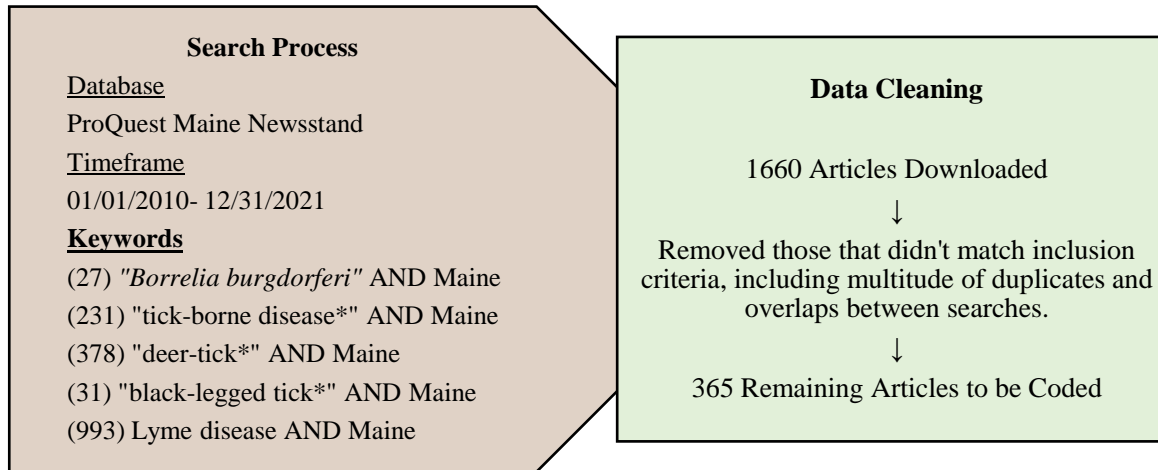 Search Process
Database
ProQuest Maine Newsstand
Timeframe
01/01/2010- 12/31/2021
Keywords
(27) "Borrelia burgdorferi" AND Maine
(231) "tick-borne disease*" AND Maine
(378) "deer-tick*" AND Maine
(31) "black-legged tick*" AND Maine
(993) Lyme disease AND Maine
Data Cleaning
1660 Articles Downloaded
↓
Removed those that didn't match inclusion
criteria, including multitude of duplicates and
overlaps between searches.
↓
365 Remaining Articles to be Coded